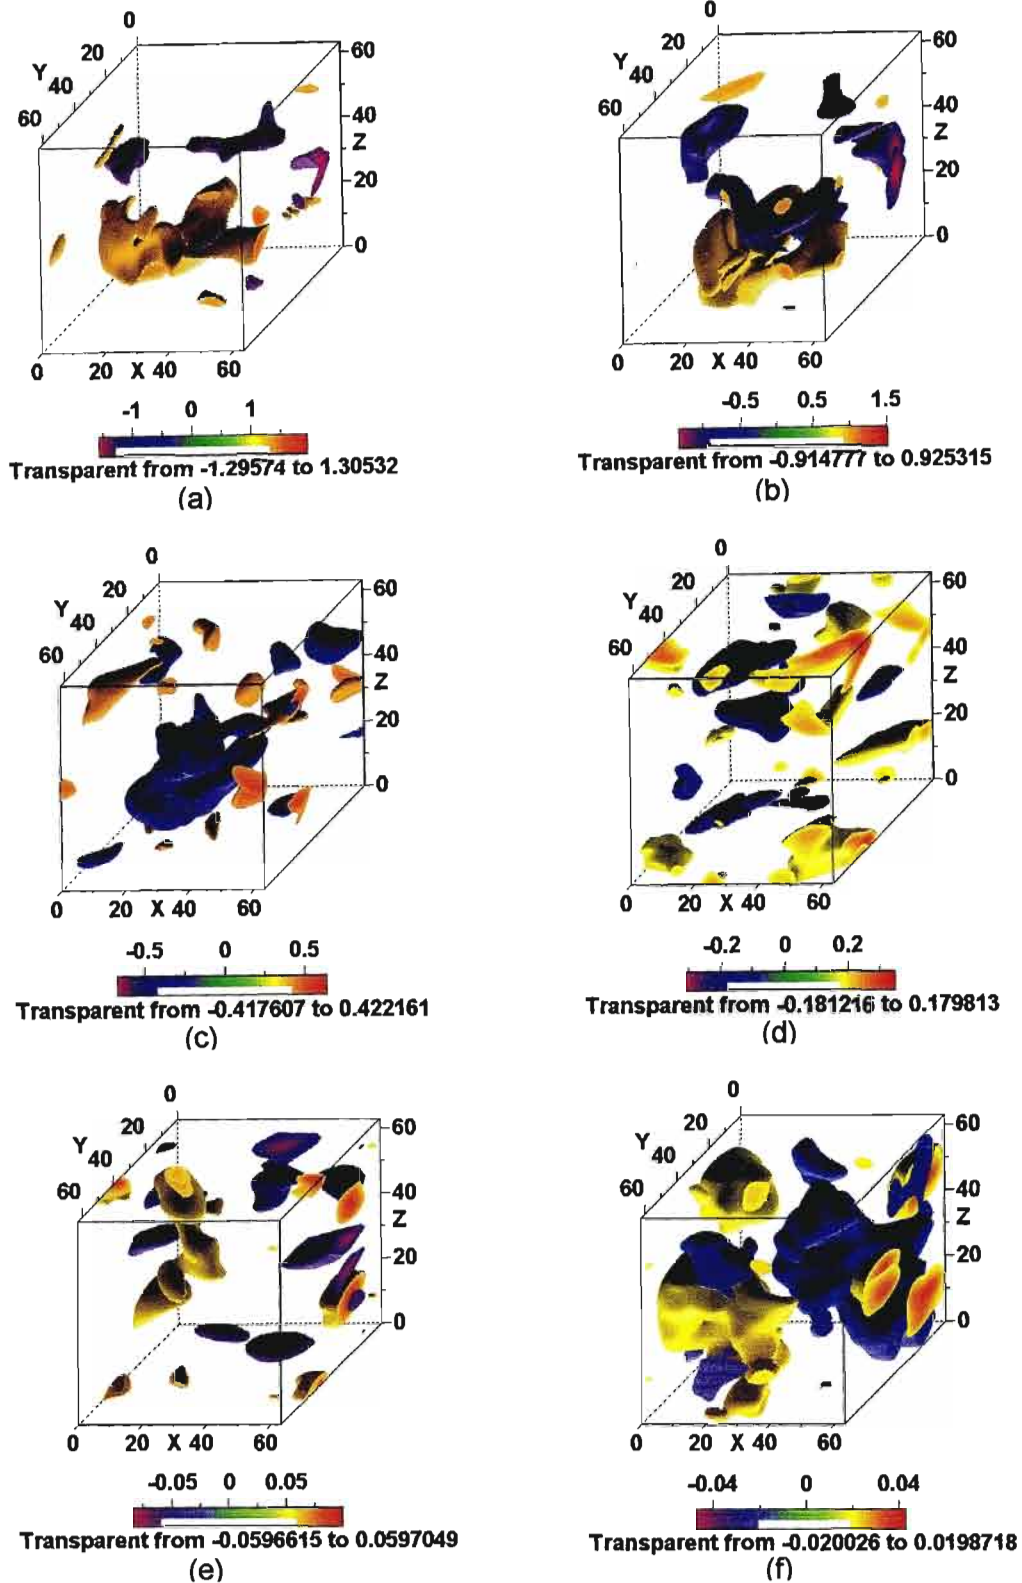 0
20
Y
40
60
60
40
Z
20
0
0 20 X 40 60
-1 0 1
Transparent from -1.29574 to 1.30532
(a)
0
20
Y
40
60
60
40
Z
20
0
0 20 X 40 60
-0.5 0.5 1.5
Transparent from -0.914777 to 0.925315
(b)
0
20
Y
40
60
60
40
Z
20
0
0 20 X 40 60
-0.5 0 0.5
Transparent from -0.417607 to 0.422161
(c)
0
20
Y
40
60
60
40
Z
20
0
0 20 X 40 60
-0.2 0 0.2
Transparent from -0.181216 to 0.179813
(d)
0
20
Y
40
60
60
40
Z
20
0
0 20 X 40 60
-0.05 0 0.05
Transparent from -0.0596615 to 0.0597049
(e)
0
20
Y
40
60
60
40
Z
20
0
0 20 X 40 60
-0.04 0 0.04
Transparent from -0.020026 to 0.0198718
(f)